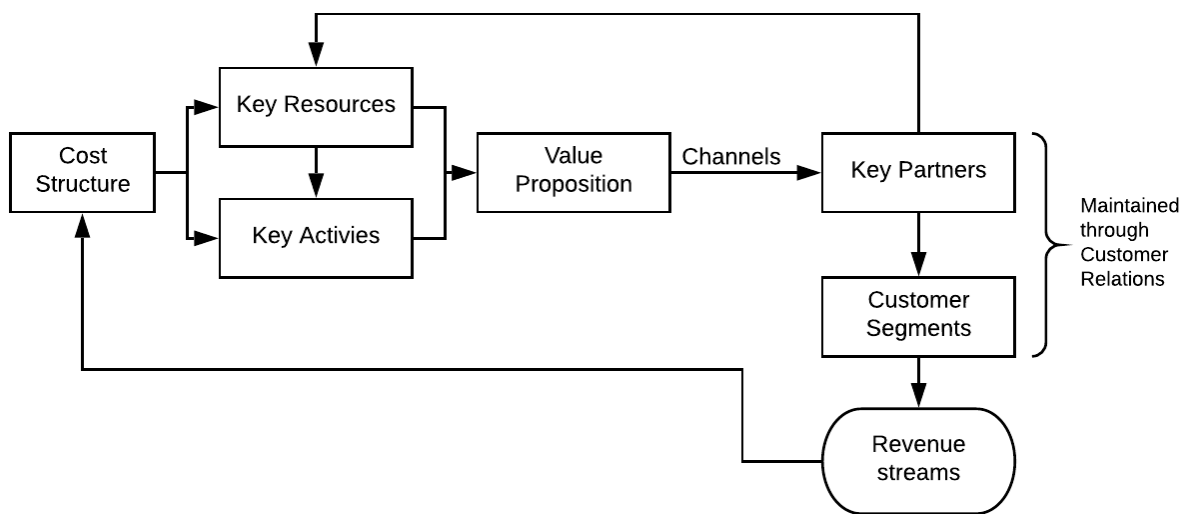 Key Resources
Cost
Structure
Key Activies
Value
Proposition
Channels
Key Partners
Customer
Segments
Maintained
through
Customer
Relations
Revenue
streams